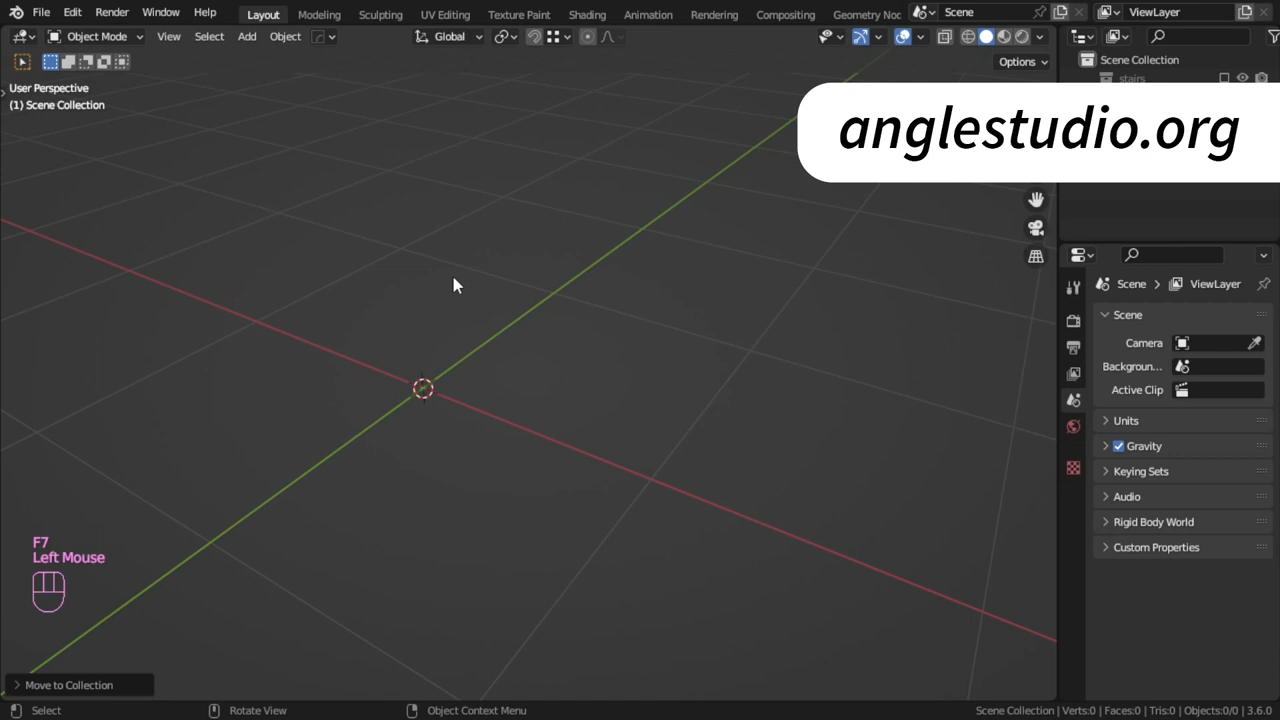 File Edit Render Window Help Layout Modeling Sculpting UV Editing Texture Paint Shading Animation Rendering Compositing Geometry Noc Scene ViewLayer
Object Mode View Select Add Object Global
Options
User Perspective
(1) Scene Collection
Scene Collection
stairs
anglestudio.org
Scene > ViewLayer
Scene
Camera
Backgroun...
Active Clip
Units
Gravity
Keying Sets
Audio
Rigid Body World
Custom Properties
F7
Left Mouse
Move to Collection
Select Rotate View Object Context Menu Scene Collection | Verts:0 | Faces:0 | Tris:0 | Objects:0/0 | 3.6.0